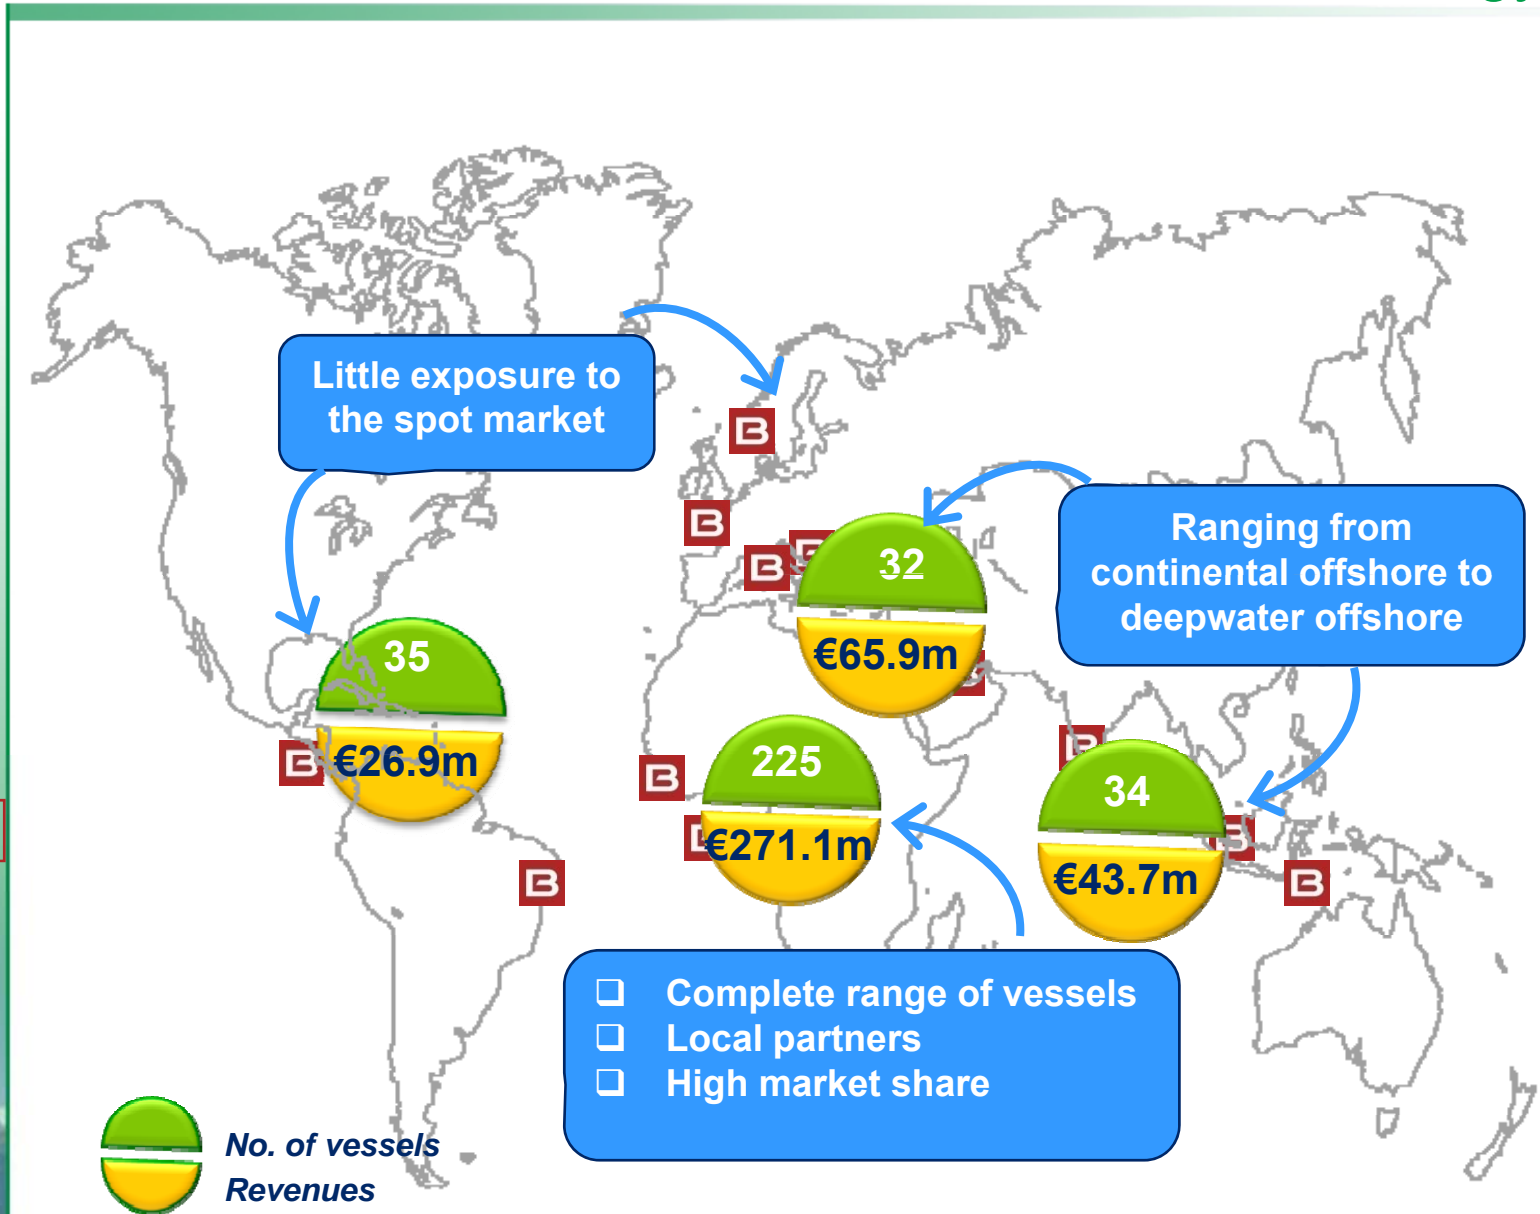 Little exposure to
the spot market
32
€65.9m
Ranging from
continental offshore to
deepwater offshore
35
€26.9m
225
€271.1m
34
€43.7m
❑ Complete range of vessels
❑ Local partners
❑ High market share
No. of vessels
Revenues